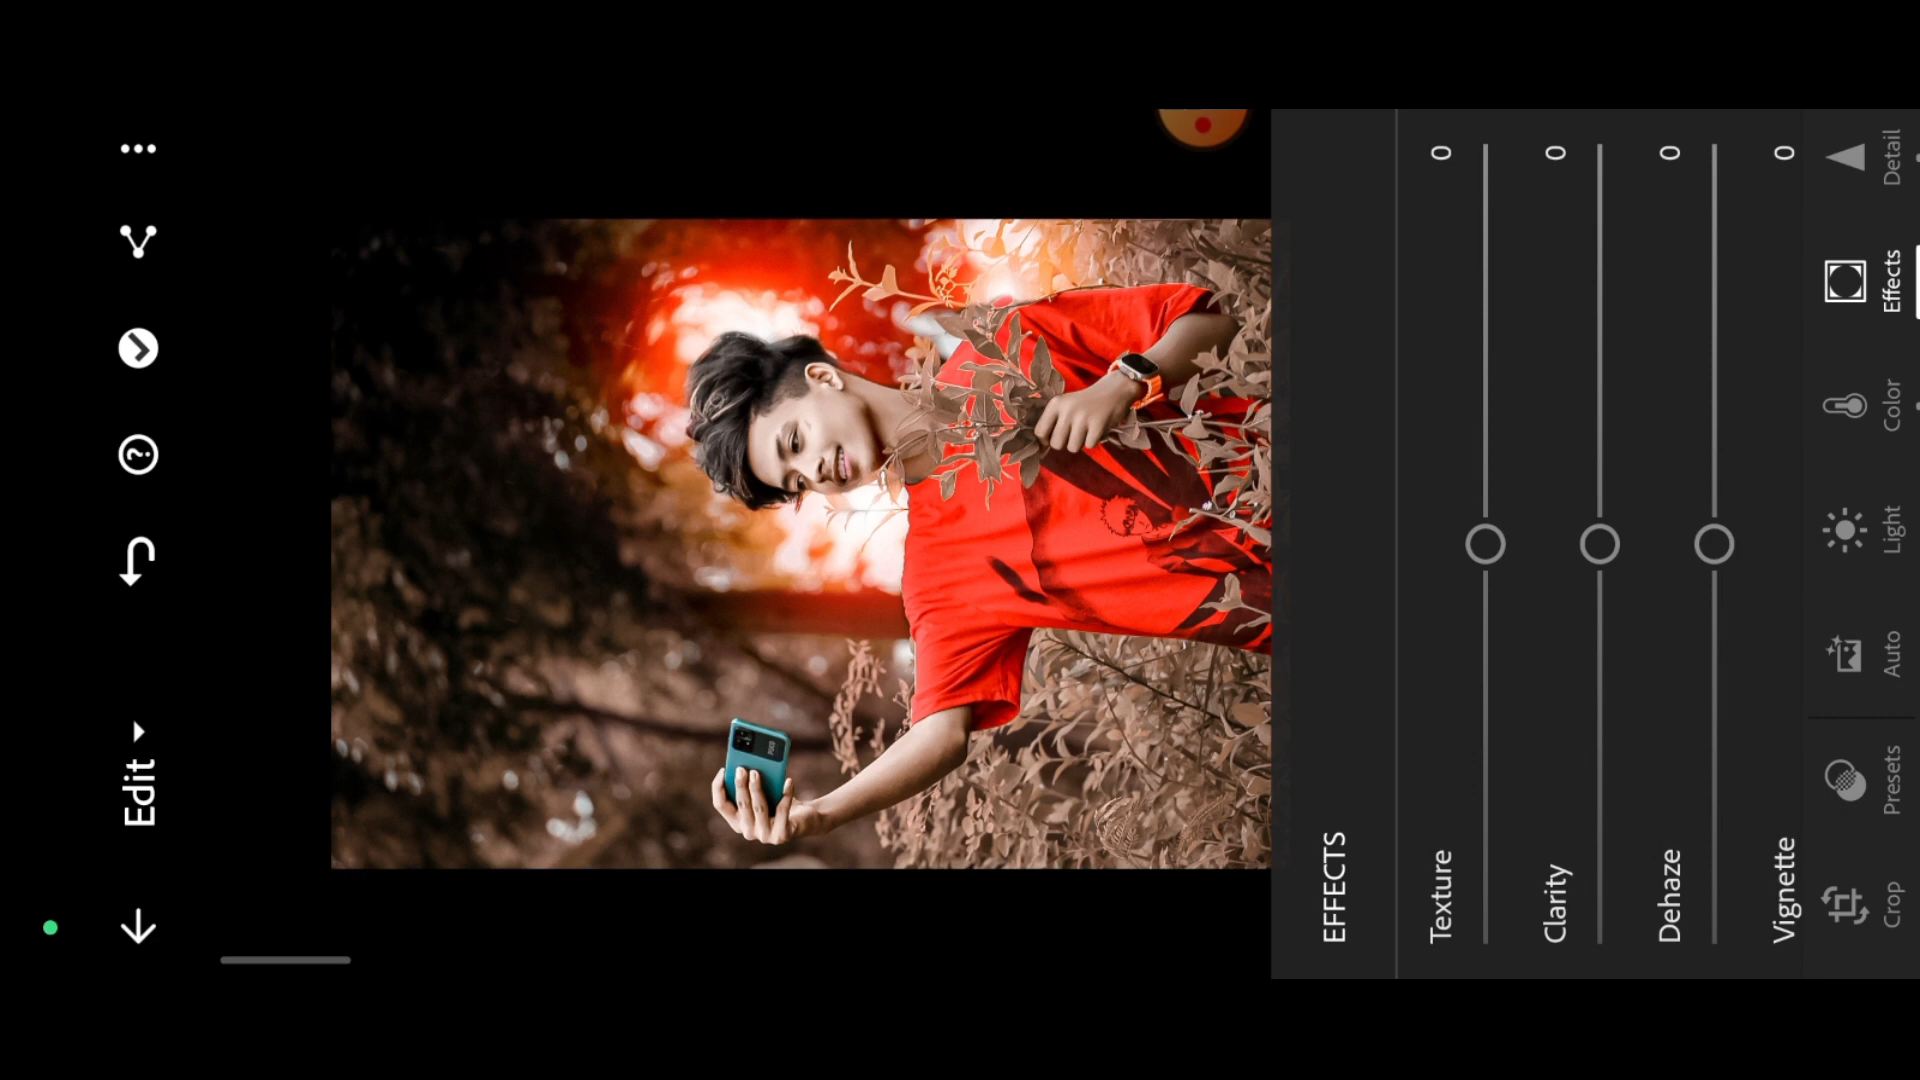 Edit
EFFECTS
Texture 0
Clarity 0
Dehaze 0
Vignette 0
Crop Presets Auto Light Color Effects Detail